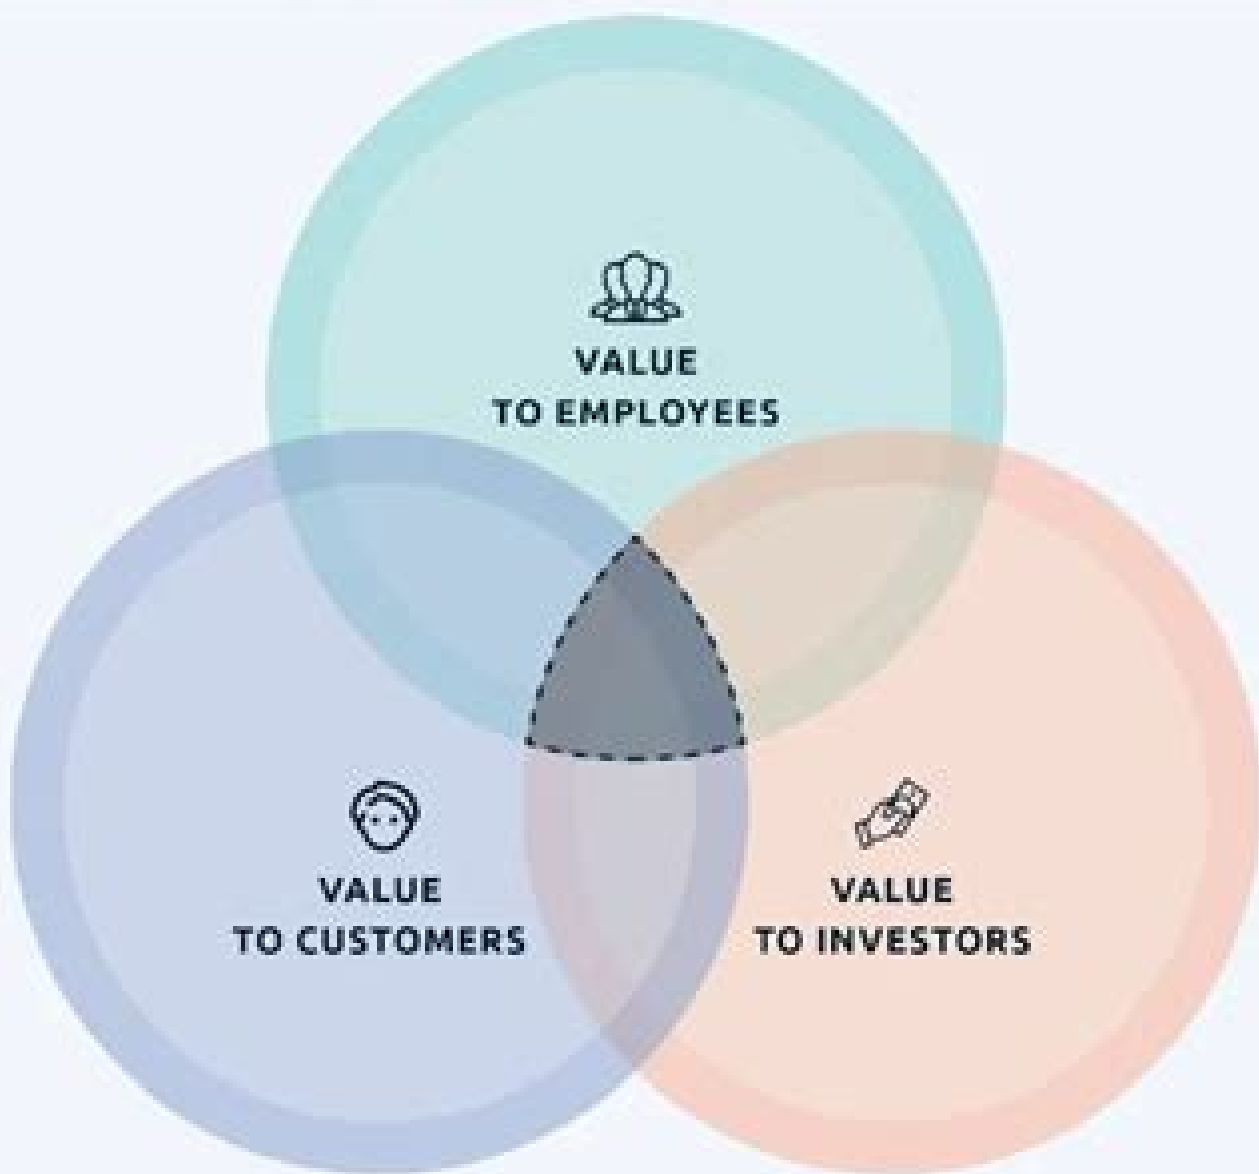 VALUE
TO EMPLOYEES
VALUE
TO CUSTOMERS
VALUE
TO INVESTORS